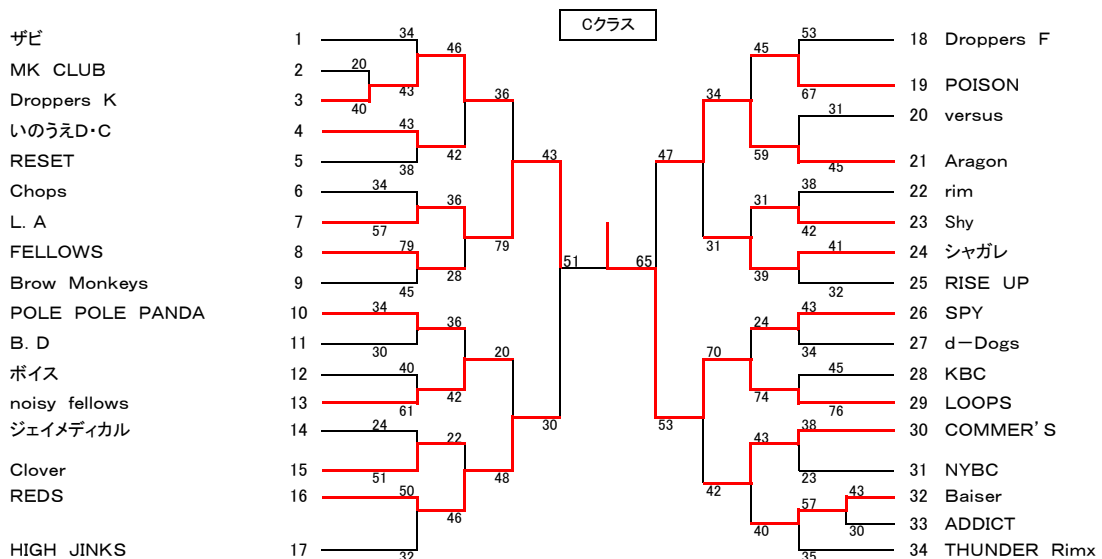 Cクラス
ザビ 1
MK CLUB 2
Droppers K 3
いのうえD・C 4
RESET 5
Chops 6
L. A 7
FELLOWS 8
Brow Monkeys 9
POLE POLE PANDA 10
B. D 11
ボイス 12
noisy fellows 13
ジェイメディカル 14
Clover 15
REDS 16
HIGH JINKS 17
34
20
43
40
43
38
34
57
79
45
34
30
40
61
24
51
50
32
46
42
36
28
36
42
22
46
36
79
20
48
43
30
51
65
47
53
34
31
70
42
45
59
31
39
24
74
43
40
53
67
31
45
38
42
41
32
43
34
45
76
38
23
57
35
43
30
18 Droppers F
19 POISON
20 versus
21 Aragon
22 rim
23 Shy
24 シャガレ
25 RISE UP
26 SPY
27 d-Dogs
28 KBC
29 LOOPS
30 COMMER'S
31 NYBC
32 Baiser
33 ADDICT
34 THUNDER Rimx